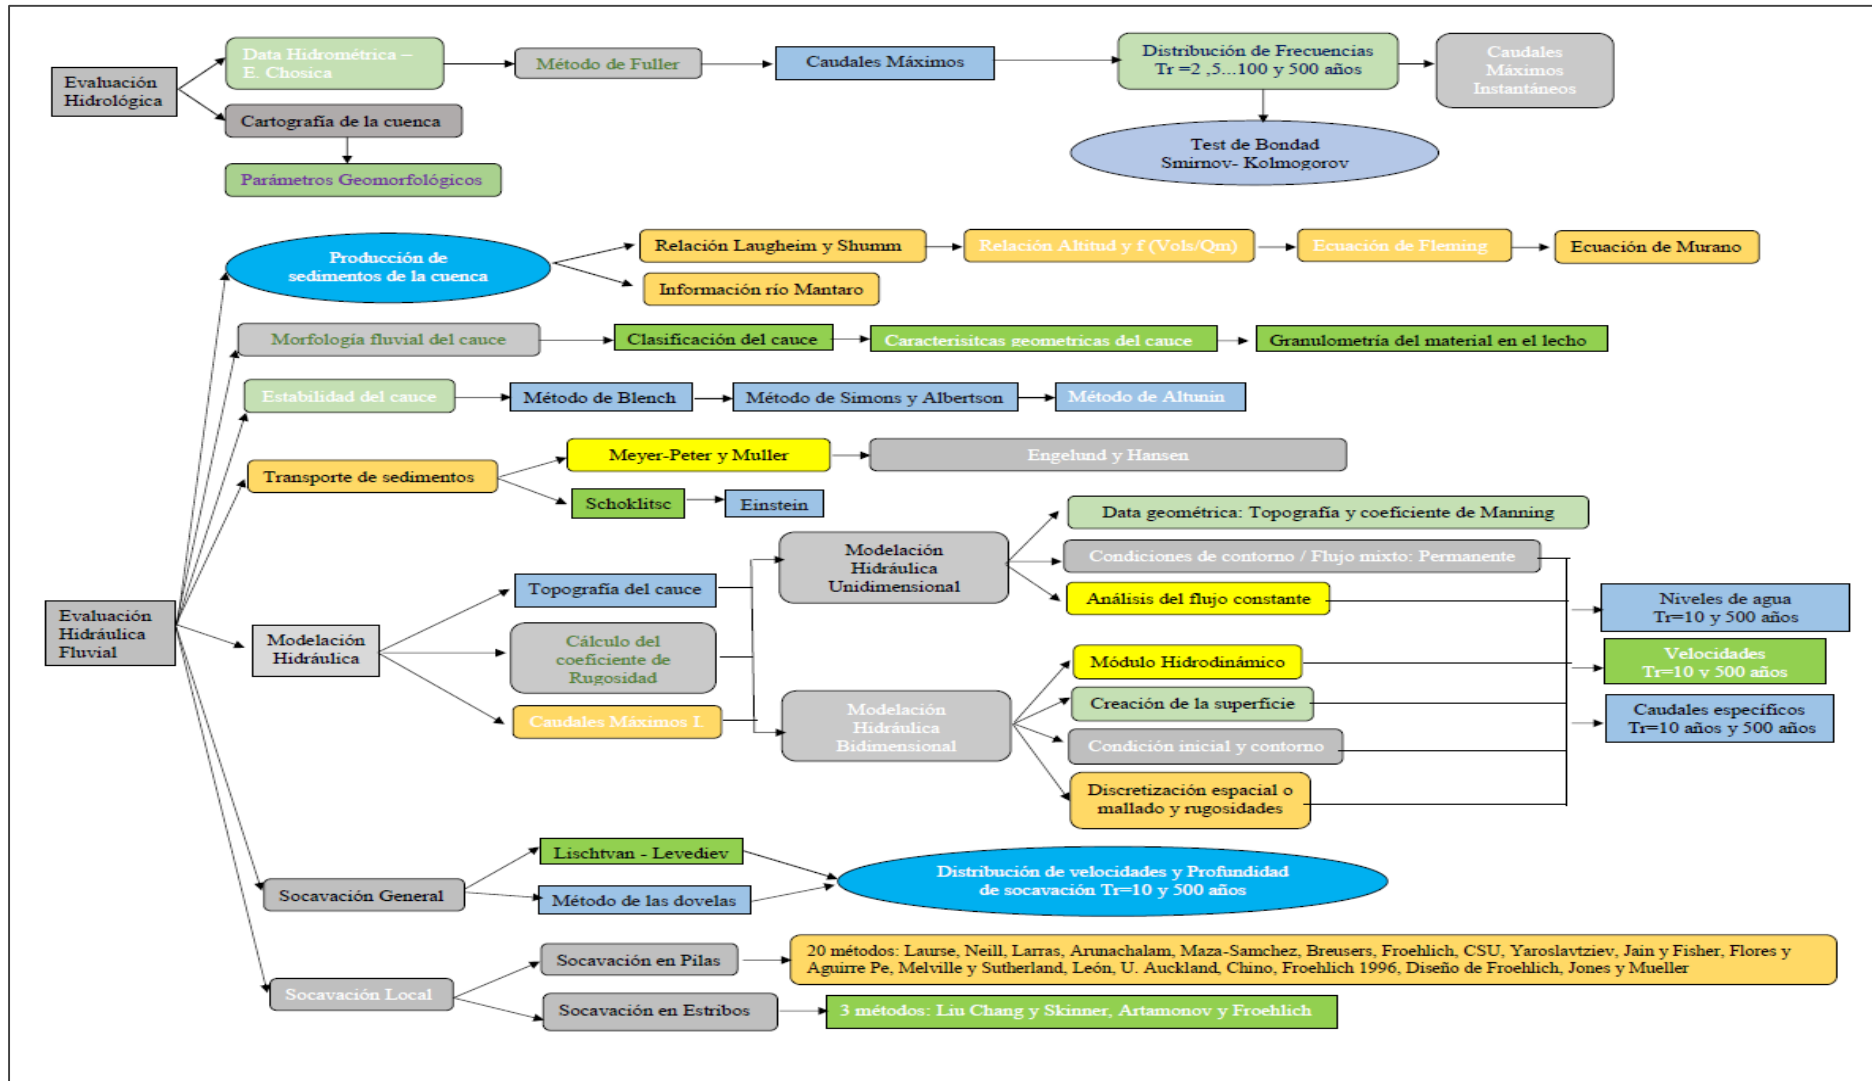 Evaluación
Hidrológica
Data Hidrométrica –
E. Chosica
Método de Fuller
Caudales Máximos
Distribución de Frecuencias
Tr =2 ,5...100 y 500 años
Caudales
Máximos
Instantáneos
Cartografía de la cuenca
Test de Bondad
Smirnov- Kolmogorov
Parámetros Geomorfológicos
Evaluación
Hidráulica
Fluvial
Producción de
sedimentos de la cuenca
Relación Laugheim y Shumm
Relación Altitud y f (Vols/Qm)
Ecuación de Fleming
Ecuación de Murano
Información río Mantaro
Morfología fluvial del cauce
Clasificación del cauce
Caracterisitcas geometricas del cauce
Granulometría del material en el lecho
Estabilidad del cauce
Método de Blench
Método de Simons y Albertson
Método de Altunin
Transporte de sedimentos
Meyer-Peter y Muller
Engelund y Hansen
Schoklitsc
Einstein
Modelación
Hidráulica
Topografía del cauce
Cálculo del
coeficiente de
Rugosidad
Caudales Máximos I.
Modelación
Hidráulica
Unidimensional
Data geométrica: Topografía y coeficiente de Manning
Condiciones de contorno / Flujo mixto: Permanente
Análisis del flujo constante
Modelación
Hidráulica
Bidimensional
Módulo Hidrodinámico
Creación de la superficie
Condición inicial y contorno
Discretización espacial o
mallado y rugosidades
Niveles de agua
Tr=10 y 500 años
Velocidades
Tr=10 y 500 años
Caudales específicos
Tr=10 años y 500 años
Socavación General
Lischtvan - Levediev
Método de las dovelas
Distribución de velocidades y Profundidad
de socavación Tr=10 y 500 años
Socavación Local
Socavación en Pilas
20 métodos: Laurse, Neill, Larras, Arunachalam, Maza-Samchez, Breusers, Froehlich, CSU, Yaroslavtziev, Jain y Fisher, Flores y
Aguirre Pe, Melville y Sutherland, León, U. Auckland, Chino, Froehlich 1996, Diseño de Froehlich, Jones y Mueller
Socavación en Estribos
3 métodos: Liu Chang y Skinner, Artamonov y Froehlich